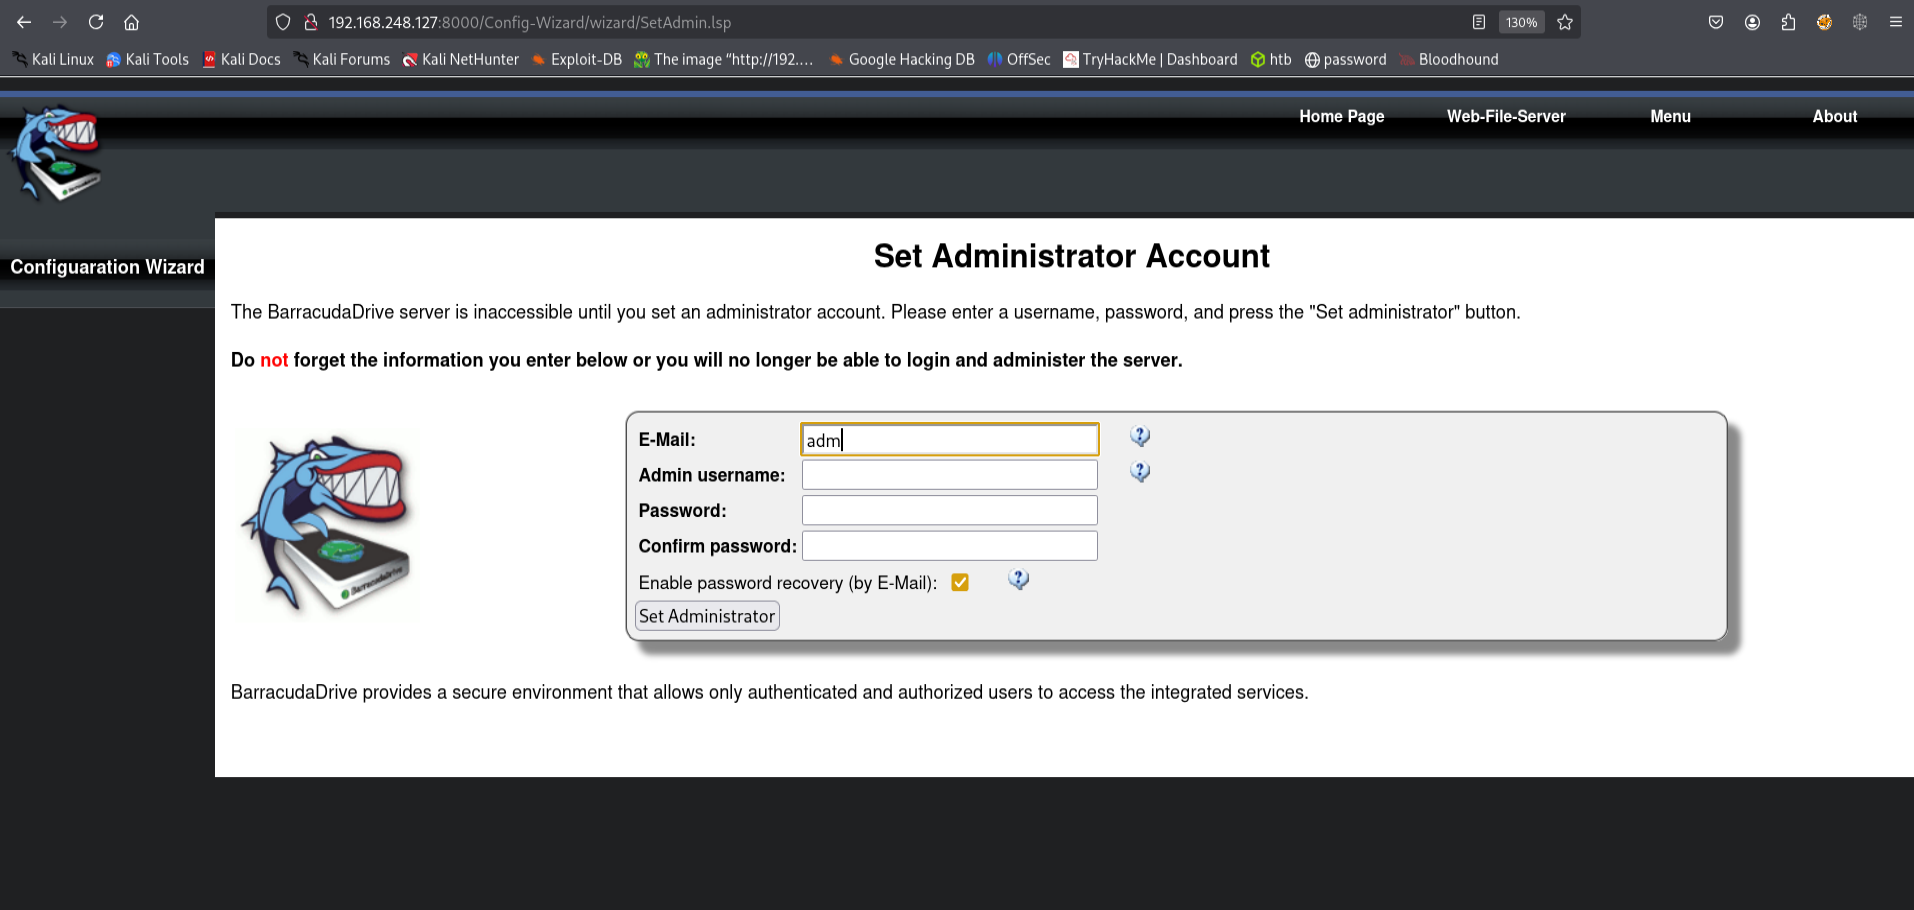 192.168.248.127:8000/Config-Wizard/wizard/SetAdmin.lsp
130%
Kali Linux Kali Tools Kali Docs Kali Forums Kali NetHunter Exploit-DB The image "http://192.... Google Hacking DB OffSec TryHackMe | Dashboard htb password Bloodhound
Home Page Web-File-Server Menu About
Configuaration Wizard
Set Administrator Account
The BarracudaDrive server is inaccessible until you set an administrator account. Please enter a username, password, and press the "Set administrator" button.
Do not forget the information you enter below or you will no longer be able to login and administer the server.
E-Mail: adm
Admin username:
Password:
Confirm password:
Enable password recovery (by E-Mail):
Set Administrator
BarracudaDrive
BarracudaDrive provides a secure environment that allows only authenticated and authorized users to access the integrated services.